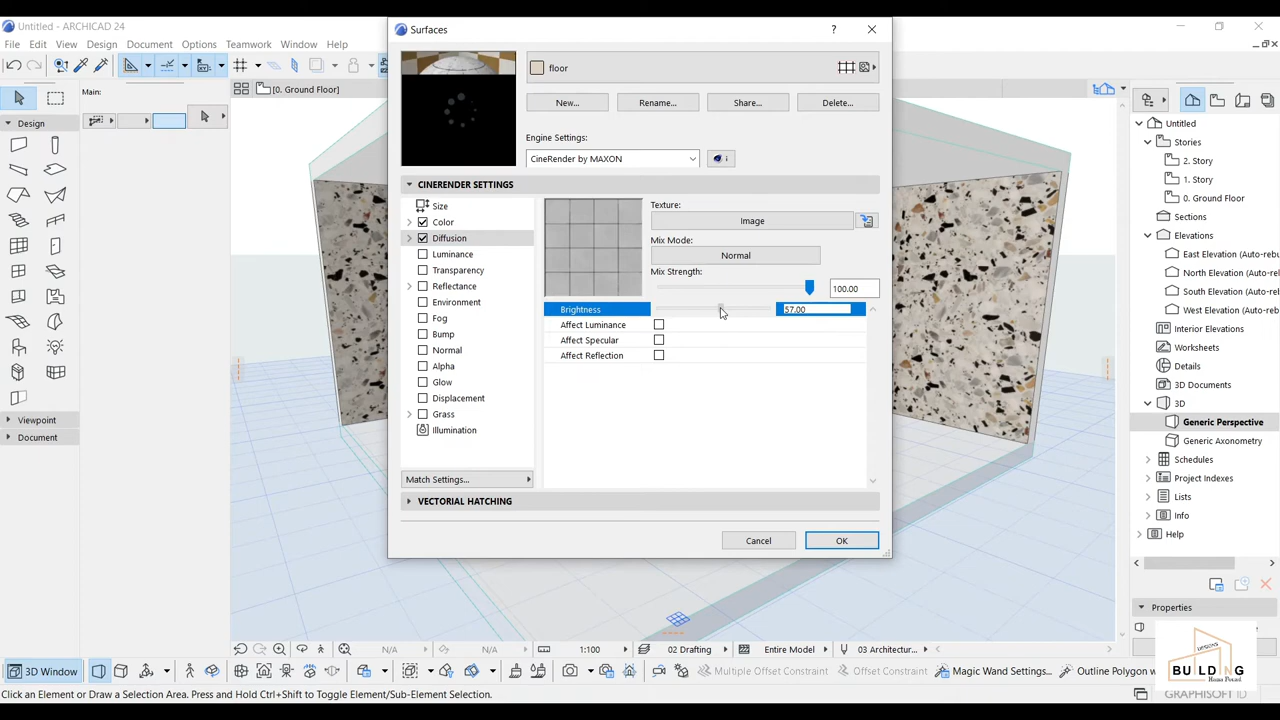 Untitled - ARCHICAD 24
File Edit View Design Document Options Teamwork Window Help
Main:
[0. Ground Floor]
Design
Viewpoint
Document
Surfaces
?
floor
New...
Rename...
Share...
Delete...
Engine Settings:
CineRender by MAXON
i
CINERENDER SETTINGS
Size
Color
Diffusion
Luminance
Transparency
Reflectance
Environment
Fog
Bump
Normal
Alpha
Glow
Displacement
Grass
Illumination
Match Settings...
Texture:
Image
Mix Mode:
Normal
Mix Strength:
100.00
Brightness
57.00
Affect Luminance
Affect Specular
Affect Reflection
VECTORIAL HATCHING
Cancel
OK
Untitled
Stories
2. Story
1. Story
0. Ground Floor
Sections
Elevations
East Elevation (Auto-rebu
North Elevation (Auto-reb
South Elevation (Auto-reb
West Elevation (Auto-rebu
Interior Elevations
Worksheets
Details
3D Documents
3D
Generic Perspective
Generic Axonometry
Schedules
Project Indexes
Lists
Info
Help
Properties
N/A
N/A
1:100
02 Drafting
Entire Model
03 Architectur...
3D Window
Multiple Offset Constraint
Offset Constraint
Magic Wand Settings...
Outline Polygon w
Click an Element or Draw a Selection Area. Press and Hold Ctrl+Shift to Toggle Element/Sub-Element Selection.
DESIGNS
BUILDING
GRAPHISOFT ID